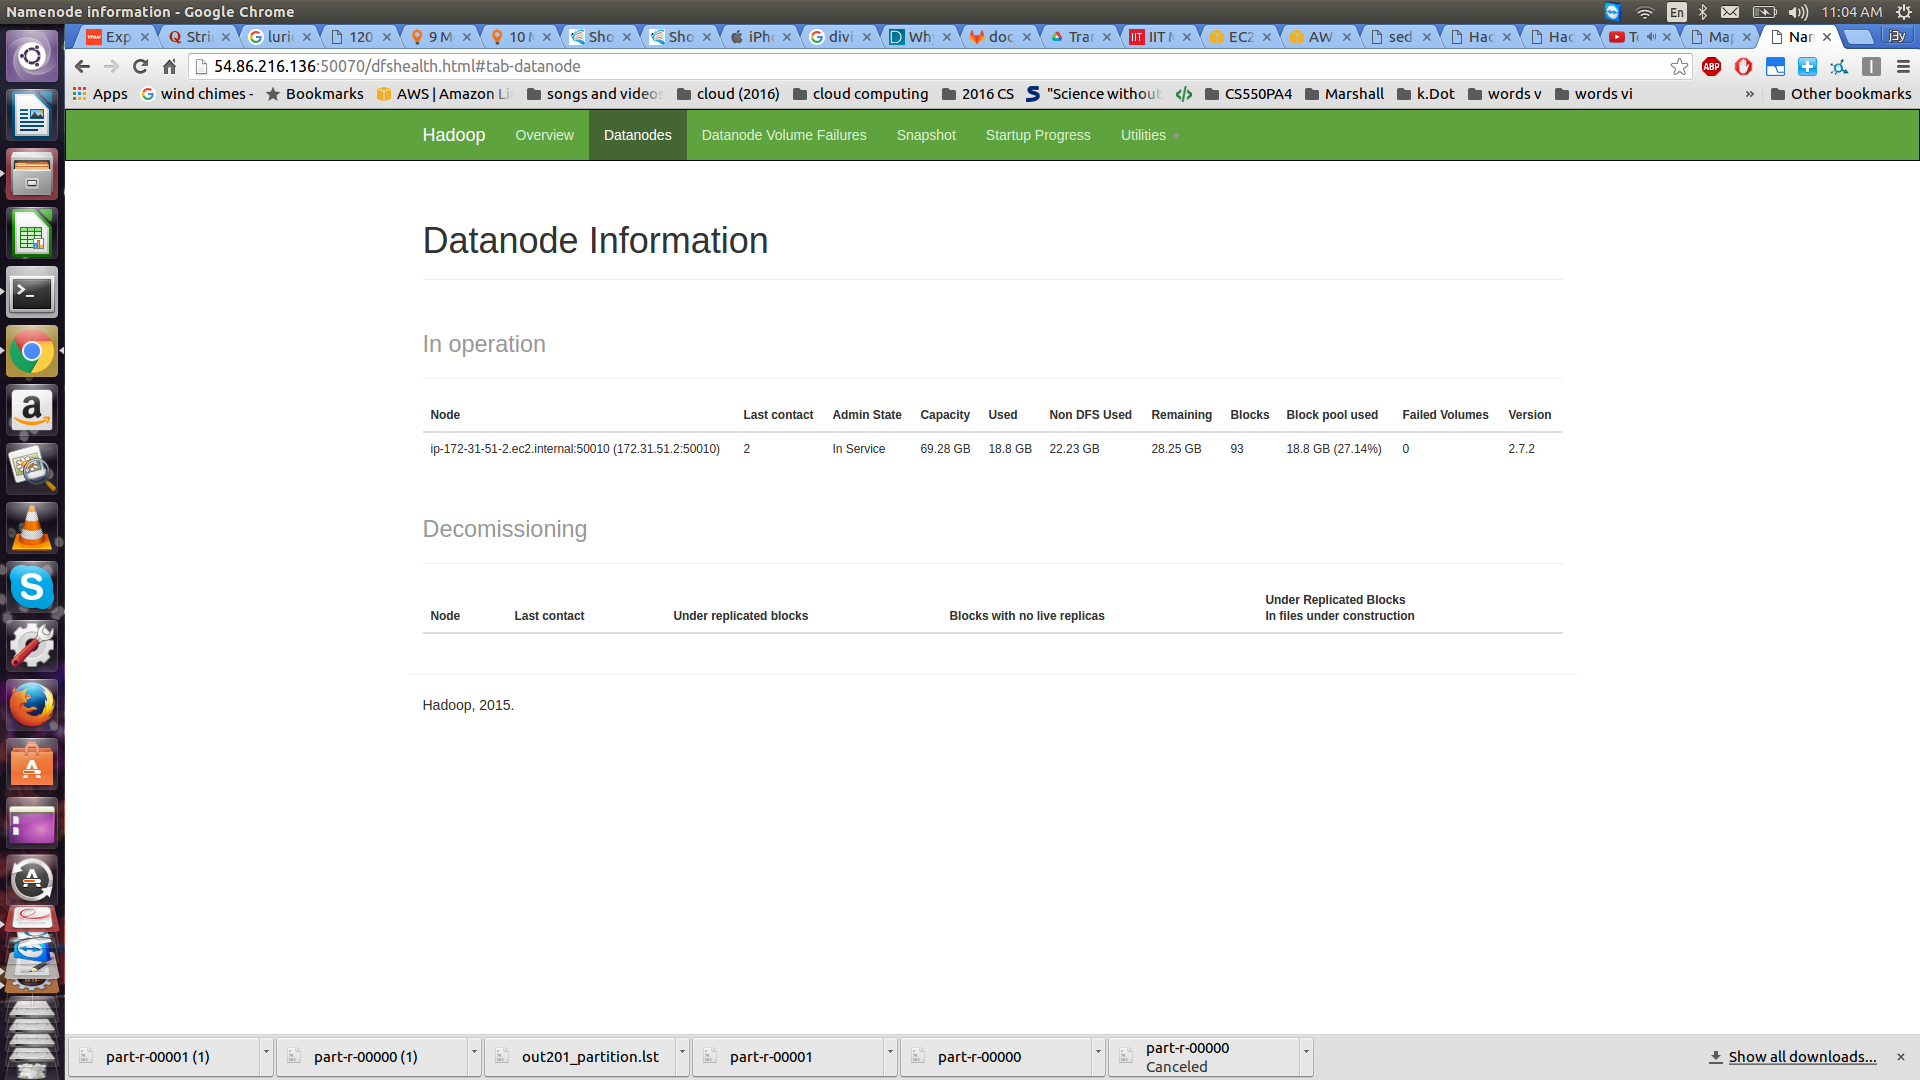 Namenode information - Google Chrome
En
11:04 AM
Exp
Stri
luric
120
9 M
10 M
Sho
Sho
iPho
divi
Why
doc
Tra
IIT M
EC2
AW
sed
Hac
Hac
Ma
Nan
j3y
54.86.216.136:50070/dfshealth.html#tab-datanode
ABP
Apps
wind chimes -
Bookmarks
AWS | Amazon Li
songs and videos
cloud (2016)
cloud computing
2016 CS
"Science without
CS550PA4
Marshall
k.Dot
words v
words vi
»
Other bookmarks
Hadoop
Overview
Datanodes
Datanode Volume Failures
Snapshot
Startup Progress
Utilities
Datanode Information
In operation
Node Last contact Admin State Capacity Used Non DFS Used Remaining Blocks Block pool used Failed Volumes Version
ip-172-31-51-2.ec2.internal:50010 (172.31.51.2:50010) 2 In Service 69.28 GB 18.8 GB 22.23 GB 28.25 GB 93 18.8 GB (27.14%) 0 2.7.2
Decomissioning
Node Last contact Under replicated blocks Blocks with no live replicas Under Replicated Blocks
In files under construction
Hadoop, 2015.
part-r-00001 (1)
part-r-00000 (1)
out201_partition.lst
part-r-00001
part-r-00000
part-r-00000
Canceled
Show all downloads...